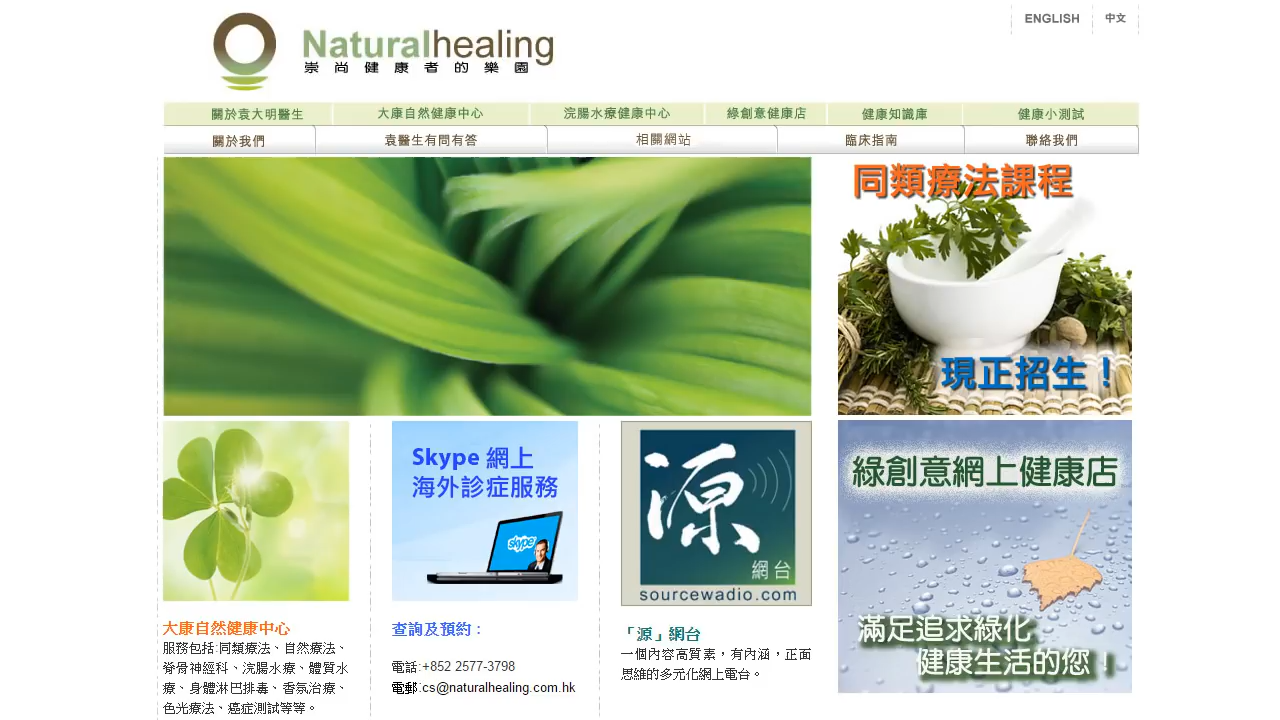 ENGLISH 中文
Naturalhealing
崇尚健康者的樂園
關於袁大明醫生 大康自然健康中心 浣腸水療健康中心 綠創意健康店 健康知識庫 健康小測試
關於我們 袁醫生有問有答 相關網站 臨床指南 聯絡我們
同類療法課程
現正招生！
Skype 網上
海外診症服務
skype
源
網台
sourcewadio.com
綠創意網上健康店
滿足追求綠化
健康生活的您！
大康自然健康中心
服務包括:同類療法、自然療法、
脊骨神經科、浣腸水療、體質水
療、身體淋巴排毒、香氛治療、
色光療法、癌症測試等等。
查詢及預約：
電話:+852 2577-3798
電郵:cs@naturalhealing.com.hk
「源」網台
一個內容高質素，有內涵，正面
思維的多元化網上電台。